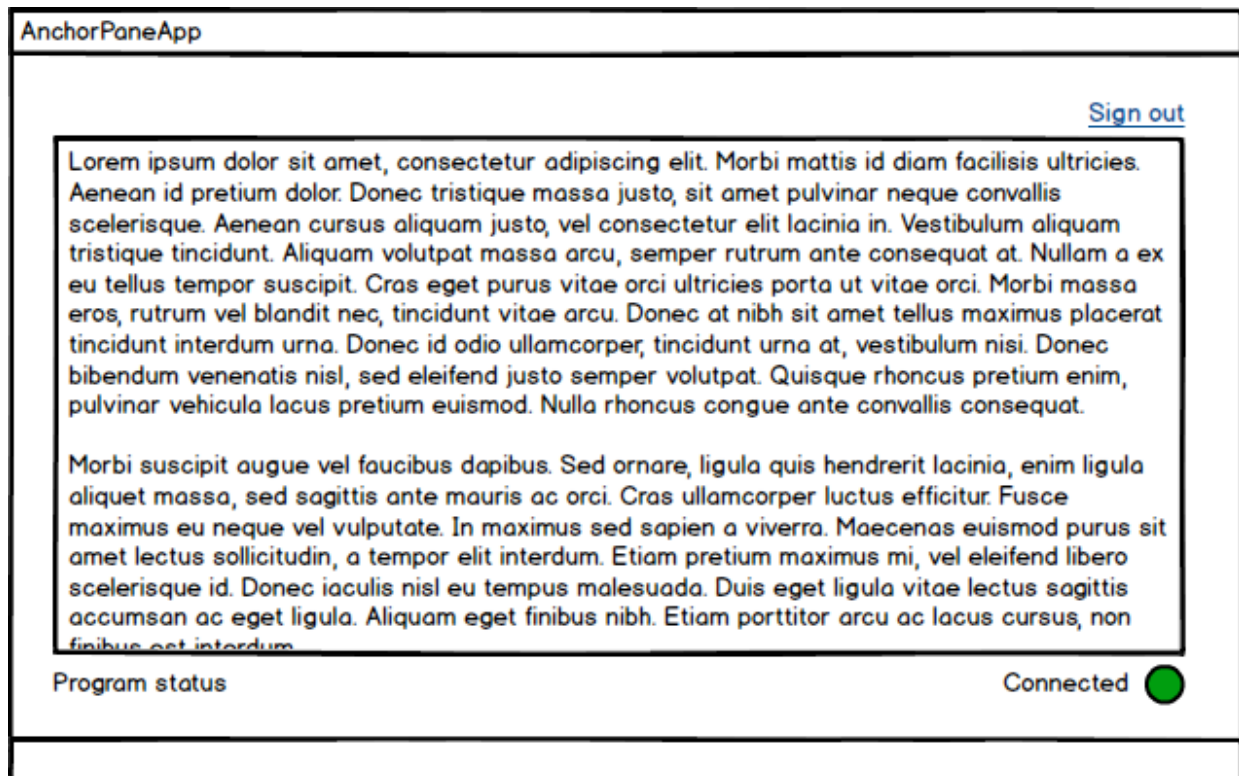 AnchorPaneApp
Sign out
Lorem ipsum dolor sit amet, consectetur adipiscing elit. Morbi mattis id diam facilisis ultricies.
Aenean id pretium dolor. Donec tristique massa justo, sit amet pulvinar neque convallis
scelerisque. Aenean cursus aliquam justo, vel consectetur elit lacinia in. Vestibulum aliquam
tristique tincidunt. Aliquam volutpat massa arcu, semper rutrum ante consequat at. Nullam a ex
eu tellus tempor suscipit. Cras eget purus vitae orci ultricies porta ut vitae orci. Morbi massa
eros, rutrum vel blandit nec, tincidunt vitae arcu. Donec at nibh sit amet tellus maximus placerat
tincidunt interdum urna. Donec id odio ullamcorper, tincidunt urna at, vestibulum nisi. Donec
bibendum venenatis nisl, sed eleifend justo semper volutpat. Quisque rhoncus pretium enim,
pulvinar vehicula lacus pretium euismod. Nulla rhoncus congue ante convallis consequat.
Morbi suscipit augue vel faucibus dapibus. Sed ornare, ligula quis hendrerit lacinia, enim ligula
aliquet massa, sed sagittis ante mauris ac orci. Cras ullamcorper luctus efficitur. Fusce
maximus eu neque vel vulputate. In maximus sed sapien a viverra. Maecenas euismod purus sit
amet lectus sollicitudin, a tempor elit interdum. Etiam pretium maximus mi, vel eleifend libero
scelerisque id. Donec iaculis nisl eu tempus malesuada. Duis eget ligula vitae lectus sagittis
accumsan ac eget ligula. Aliquam eget finibus nibh. Etiam porttitor arcu ac lacus cursus, non
finibus est interdum
Program status
Connected